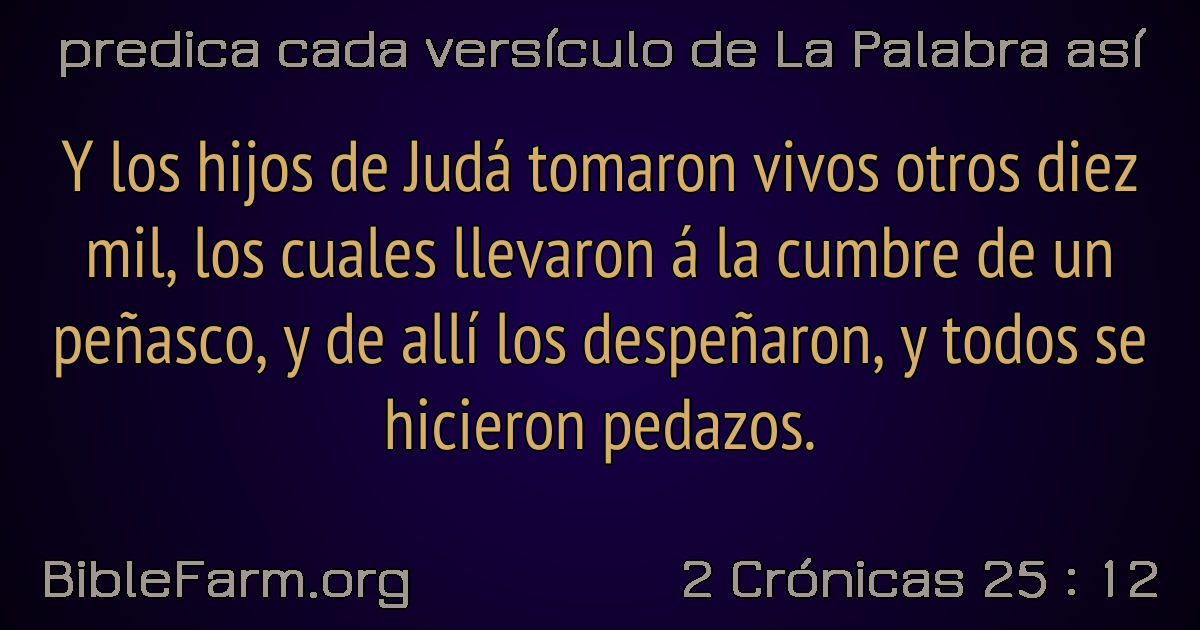 predica cada versículo de La Palabra así
Y los hijos de Judá tomaron vivos otros diez
mil, los cuales llevaron á la cumbre de un
peñasco, y de allí los despeñaron, y todos se
hicieron pedazos.
BibleFarm.org
2 Crónicas 25 : 12